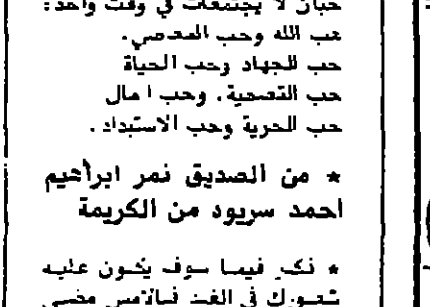 حبان لا يجتمعان في وقت واحد:
حب الله وحب المعاصي.
حب الجهاد وحب الحياة
حب التضحية. وحب المال
حب الحرية وحب الاستبداد.
* من الصديق نمر ابراهيم
احمد سريود من الكريمة
* فكر فيما سوف يكون عليه
شعورك في الغد فالامس مضى